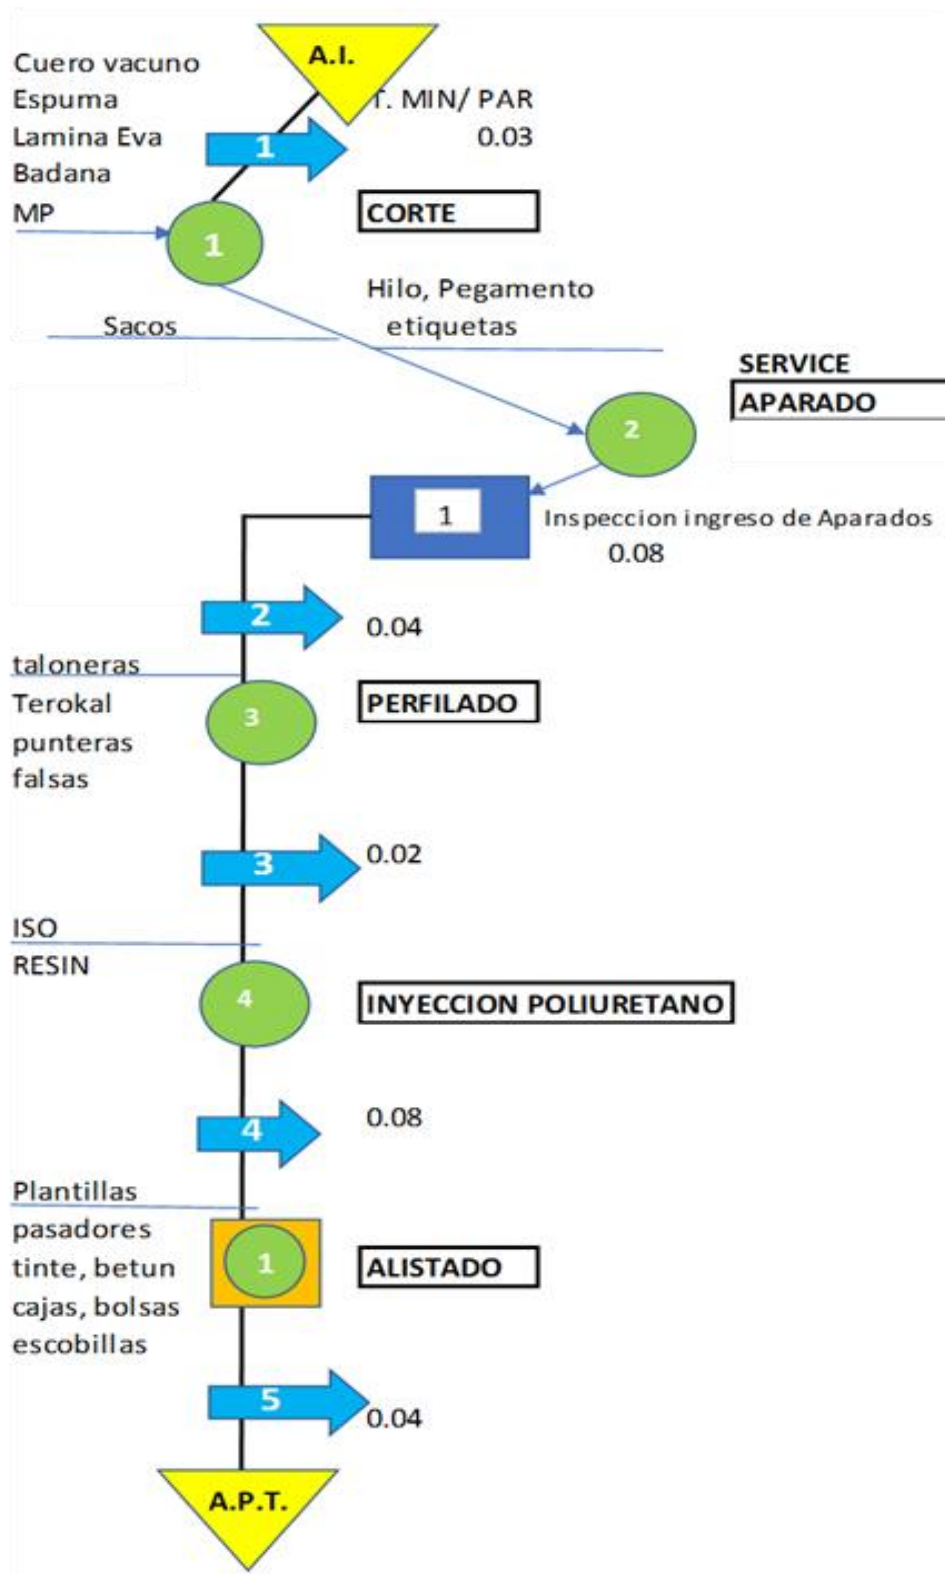 A.I.
Cuero vacuno
Espuma
Lamina Eva
Badana
MP
T. MIN/ PAR
0.03
1
CORTE
1
Hilo, Pegamento
etiquetas
Sacos
SERVICE
APARADO
2
1
Inspeccion ingreso de Aparados
0.08
2
0.04
taloneras
Terokal
punteras
falsas
3
PERFILADO
3
0.02
ISO
RESIN
4
INYECCION POLIURETANO
4
0.08
Plantillas
pasadores
tinte, betun
cajas, bolsas
escobillas
1
ALISTADO
5
0.04
A.P.T.